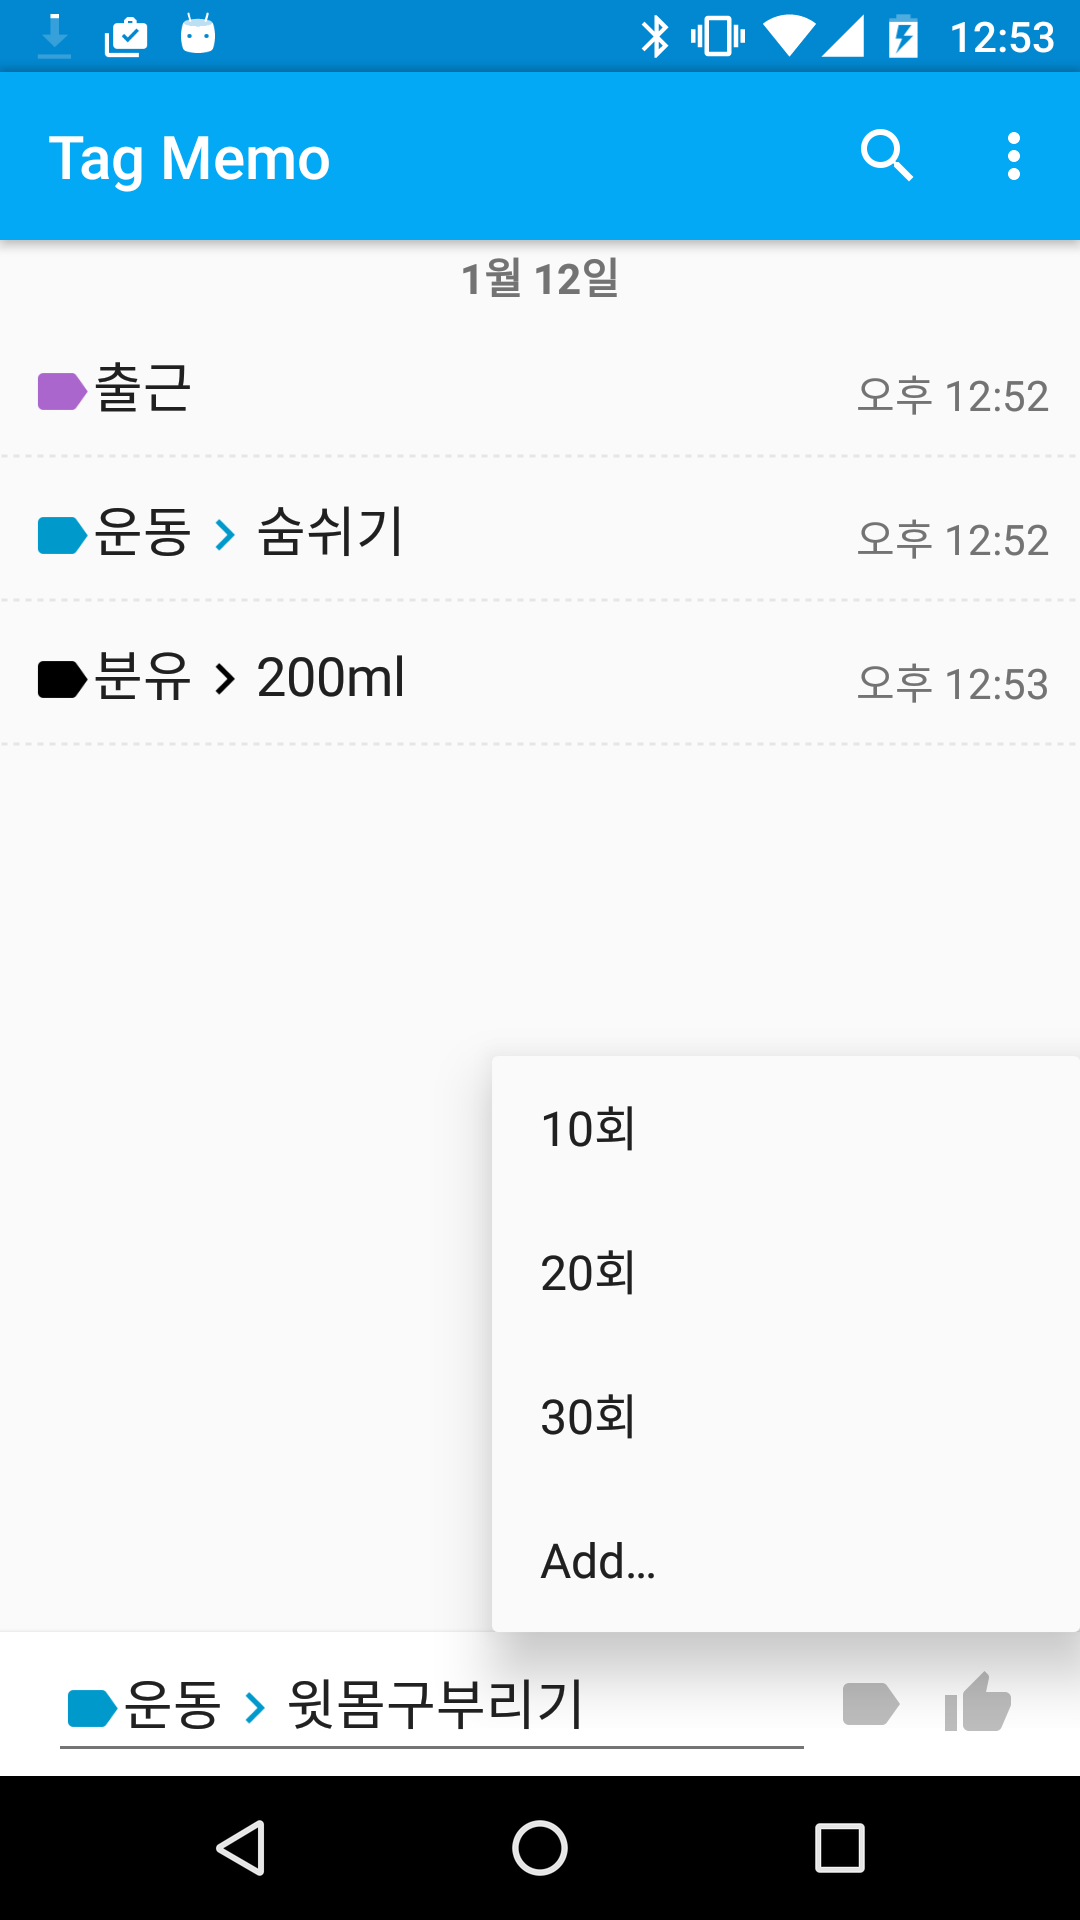 12:53
Tag Memo
1월 12일
출근 오후 12:52
운동 > 숨쉬기 오후 12:52
분유 > 200ml 오후 12:53
10회
20회
30회
Add...
운동 > 윗몸구부리기